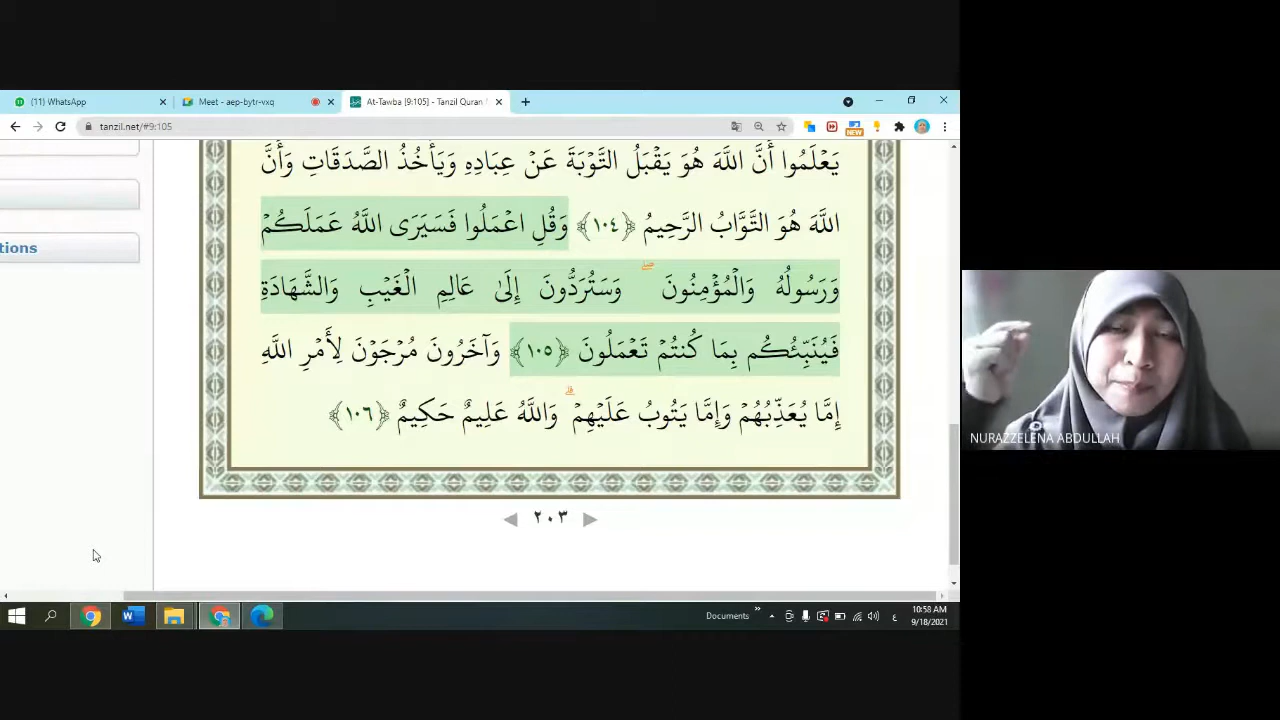 (11) WhatsApp
Meet - aep-bytr-vxq
At-Tawba [9:105] - Tanzil Quran
tanzil.net/#9:105
NEW
tions
يَعْلَمُوا أَنَّ اللَّهَ هُوَ يَقْبَلُ التَّوْبَةَ عَنْ عِبَادِهِ وَيَأْخُذُ الصَّدَقَاتِ وَأَنَّ
اللَّهَ هُوَ التَّوَّابُ الرَّحِيمُ ﴿١٠٤﴾ وَقُلِ اعْمَلُوا فَسَيَرَى اللَّهُ عَمَلَكُمْ
وَرَسُولُهُ وَالْمُؤْمِنُونَ ۖ وَسَتُرَدُّونَ إِلَىٰ عَالِمِ الْغَيْبِ وَالشَّهَادَةِ
فَيُنَبِّئُكُم بِمَا كُنتُمْ تَعْمَلُونَ ﴿١٠٥﴾ وَآخَرُونَ مُرْجَوْنَ لِأَمْرِ اللَّهِ
إِمَّا يُعَذِّبُهُمْ وَإِمَّا يَتُوبُ عَلَيْهِمْ ۗ وَاللَّهُ عَلِيمٌ حَكِيمٌ ﴿١٠٦﴾
٢٠٣
NURAZZELENA ABDULLAH
Documents
ع
10:58 AM
9/18/2021